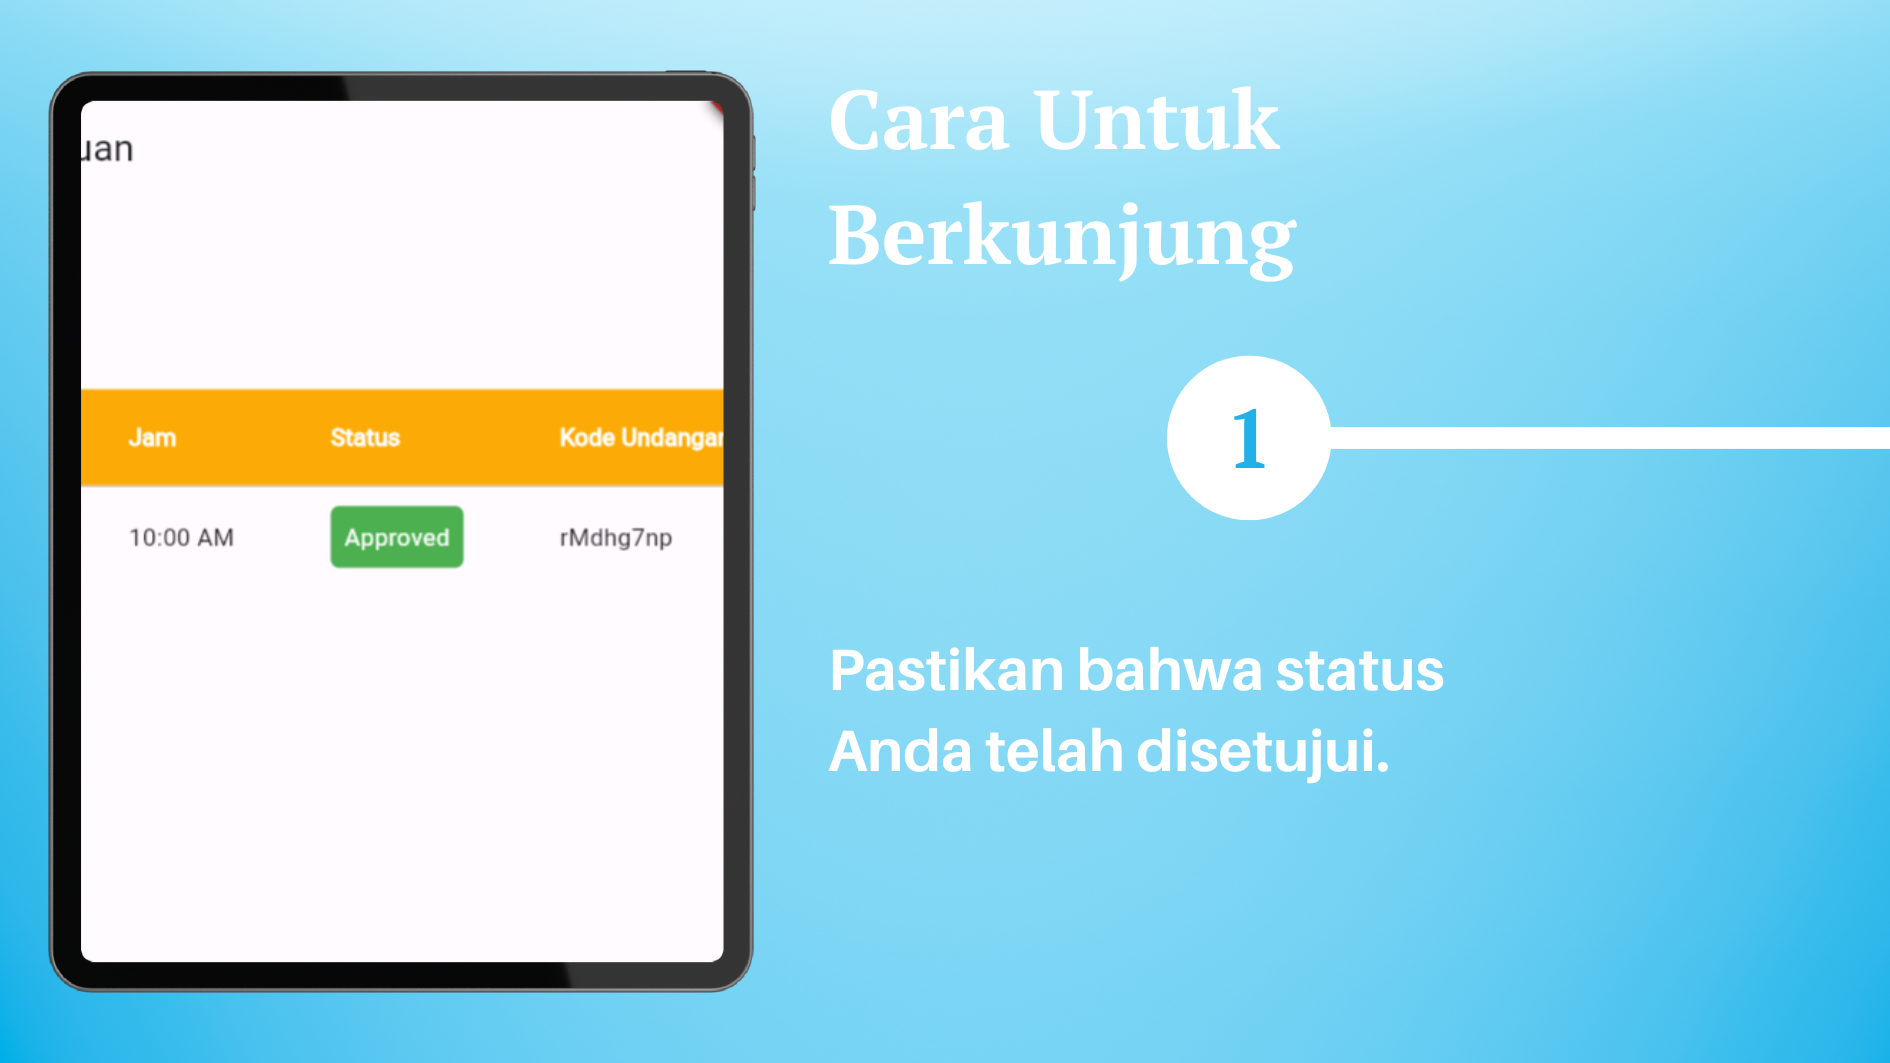 uan
Jam Status Kode Undangan
10:00 AM Approved rMdhg7np
Cara Untuk
Berkunjung
1
Pastikan bahwa status
Anda telah disetujui.